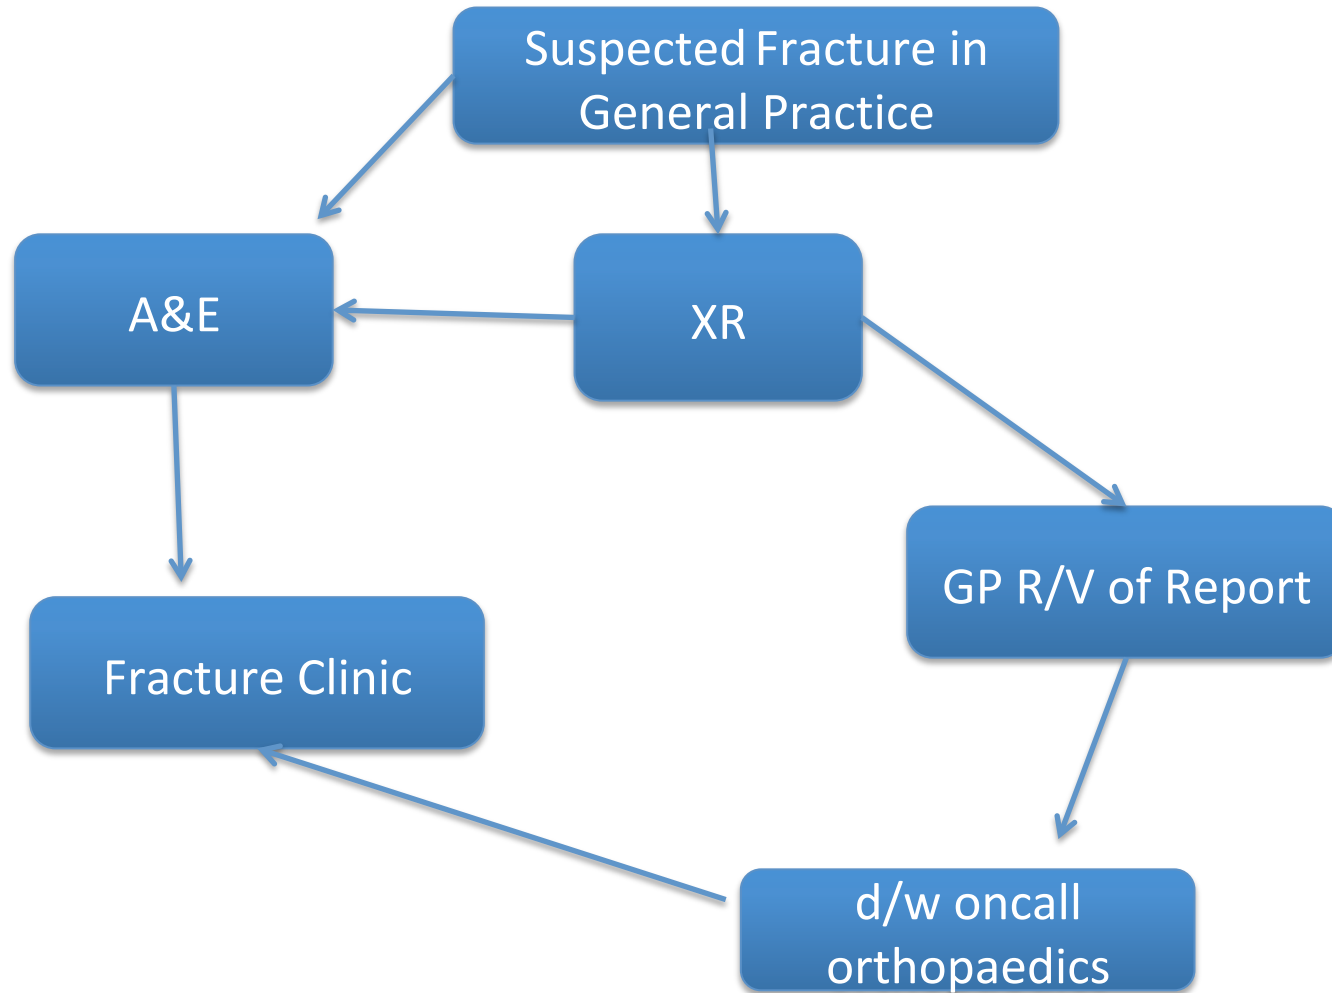 Suspected Fracture in
General Practice
A&E
XR
GP R/V of Report
Fracture Clinic
d/w oncall
orthopaedics